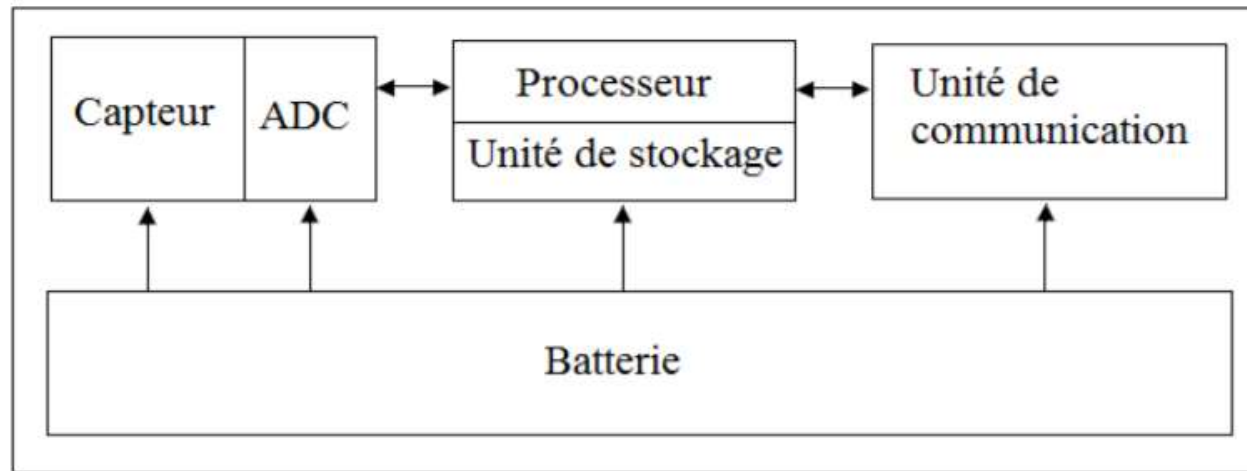 Capteur
ADC
Processeur
Unité de stockage
Unité de
communication
Batterie